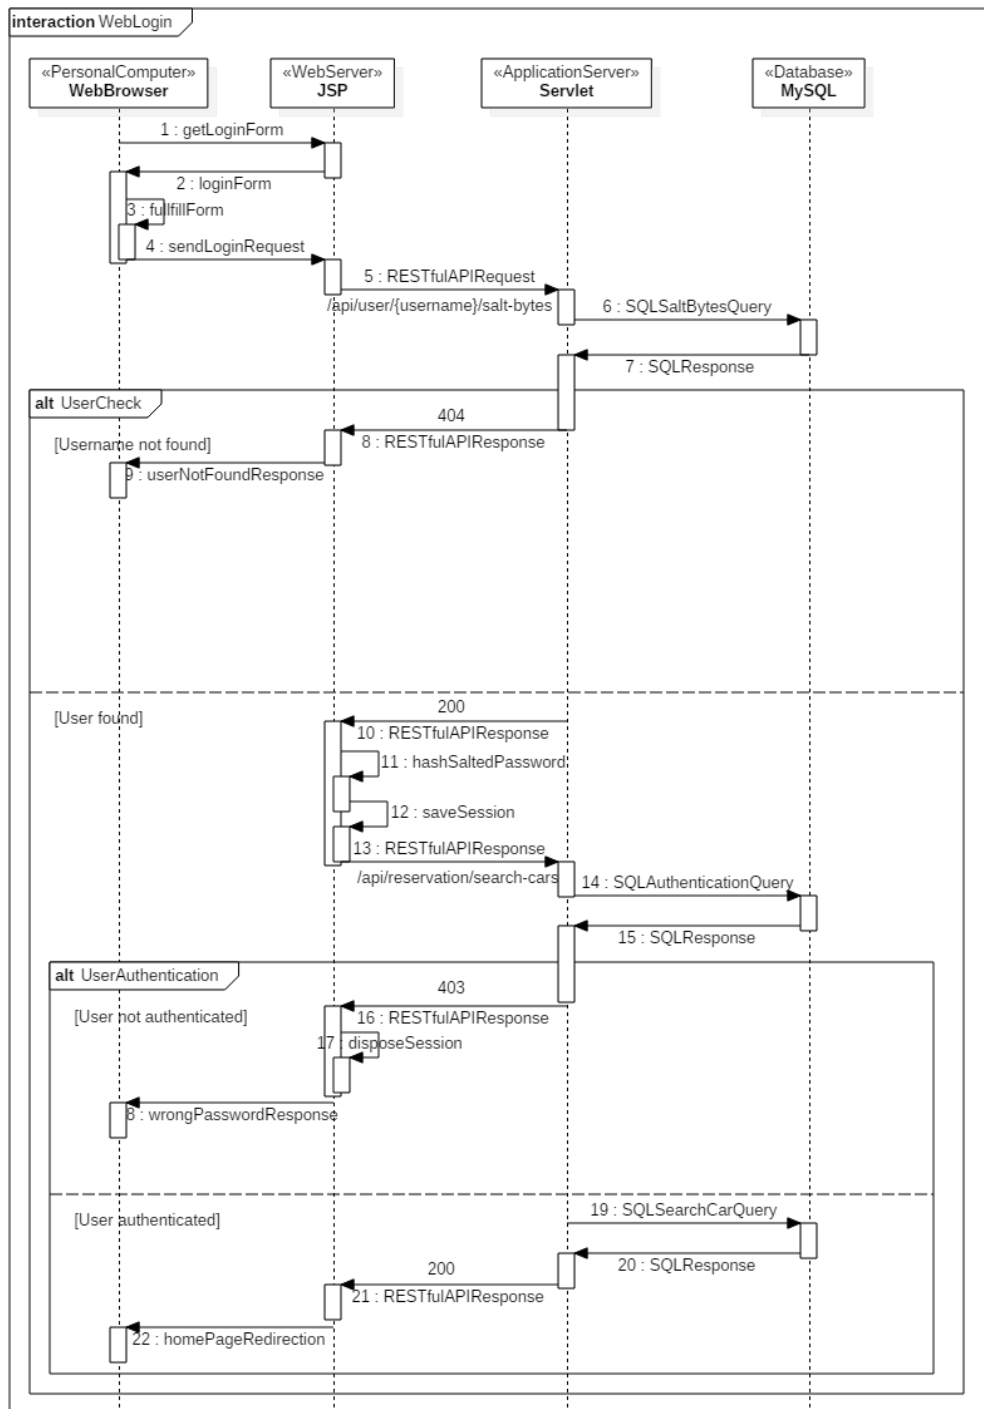 interaction WebLogin
«PersonalComputer»
WebBrowser
«WebServer»
JSP
«ApplicationServer»
Servlet
«Database»
MySQL
1 : getLoginForm
2 : loginForm
3 : fullfillForm
4 : sendLoginRequest
5 : RESTfulAPIRequest
/api/user/{username}/salt-bytes
6 : SQLSaltBytesQuery
7 : SQLResponse
alt UserCheck
404
[Username not found]
8 : RESTfulAPIResponse
9 : userNotFoundResponse
200
[User found]
10 : RESTfulAPIResponse
11 : hashSaltedPassword
12 : saveSession
13 : RESTfulAPIResponse
/api/reservation/search-cars
14 : SQLAuthenticationQuery
15 : SQLResponse
alt UserAuthentication
403
[User not authenticated]
16 : RESTfulAPIResponse
17 : disposeSession
8 : wrongPasswordResponse
19 : SQLSearchCarQuery
[User authenticated]
20 : SQLResponse
200
21 : RESTfulAPIResponse
22 : homePageRedirection